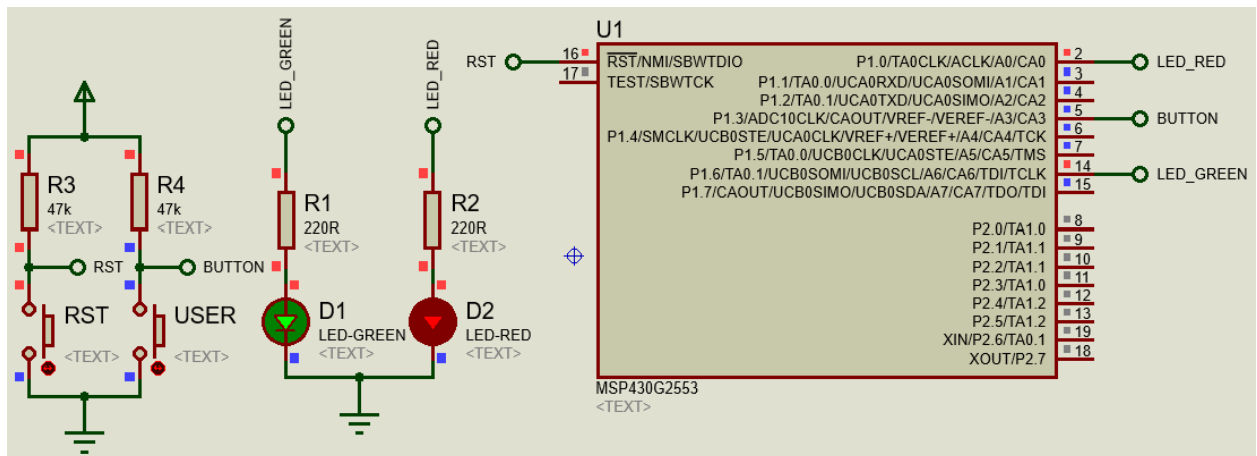 R3
47k
<TEXT>
R4
47k
<TEXT>
RST
BUTTON
RST
<TEXT>
USER
<TEXT>
LED_GREEN
LED_RED
R1
220R
<TEXT>
R2
220R
<TEXT>
D1
LED-GREEN
<TEXT>
D2
LED-RED
<TEXT>
U1
RST 16 RST/NMI/SBWTDIO
17 TEST/SBWTCK
P1.0/TA0CLK/ACLK/A0/CA0 2 LED_RED
P1.1/TA0.0/UCA0RXD/UCA0SOMI/A1/CA1 3
P1.2/TA0.1/UCA0TXD/UCA0SIMO/A2/CA2 4
P1.3/ADC10CLK/CAOUT/VREF-/VEREF-/A3/CA3 5 BUTTON
P1.4/SMCLK/UCB0STE/UCA0CLK/VREF+/VEREF+/A4/CA4/TCK 6
P1.5/TA0.0/UCB0CLK/UCA0STE/A5/CA5/TMS 7
P1.6/TA0.1/UCB0SOMI/UCB0SCL/A6/CA6/TDI/TCLK 14 LED_GREEN
P1.7/CAOUT/UCB0SIMO/UCB0SDA/A7/CA7/TDO/TDI 15
P2.0/TA1.0 8
P2.1/TA1.1 9
P2.2/TA1.1 10
P2.3/TA1.0 11
P2.4/TA1.2 12
P2.5/TA1.2 13
XIN/P2.6/TA0.1 19
XOUT/P2.7 18
MSP430G2553
<TEXT>